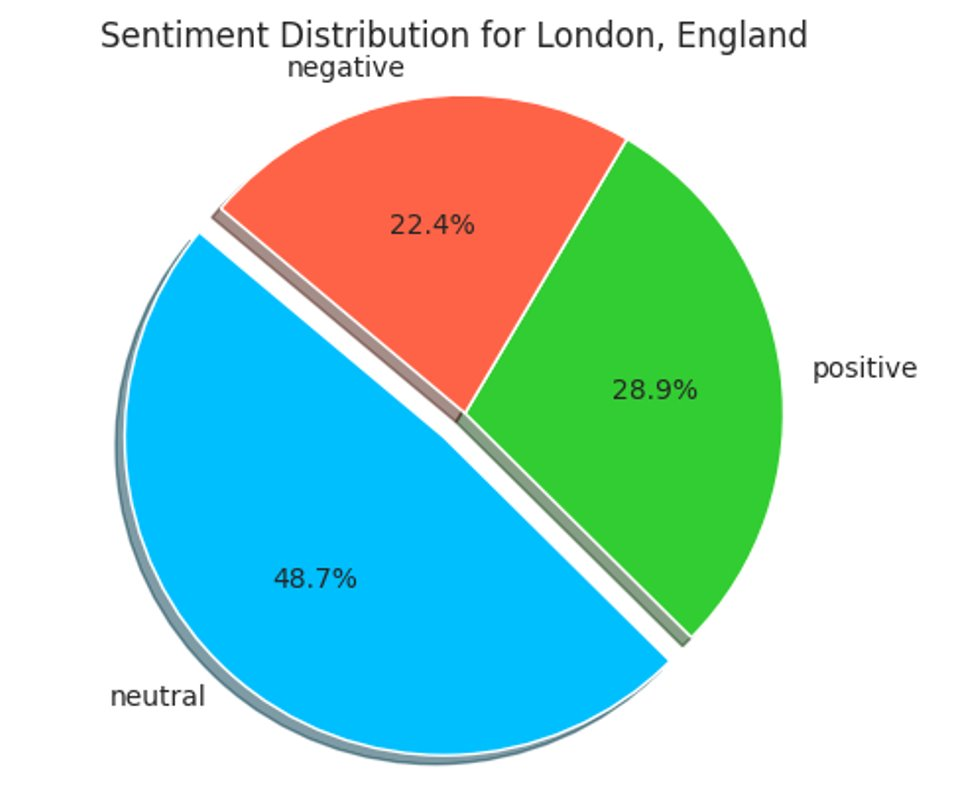 Sentiment Distribution for London, England
negative
22.4%
positive
28.9%
48.7%
neutral